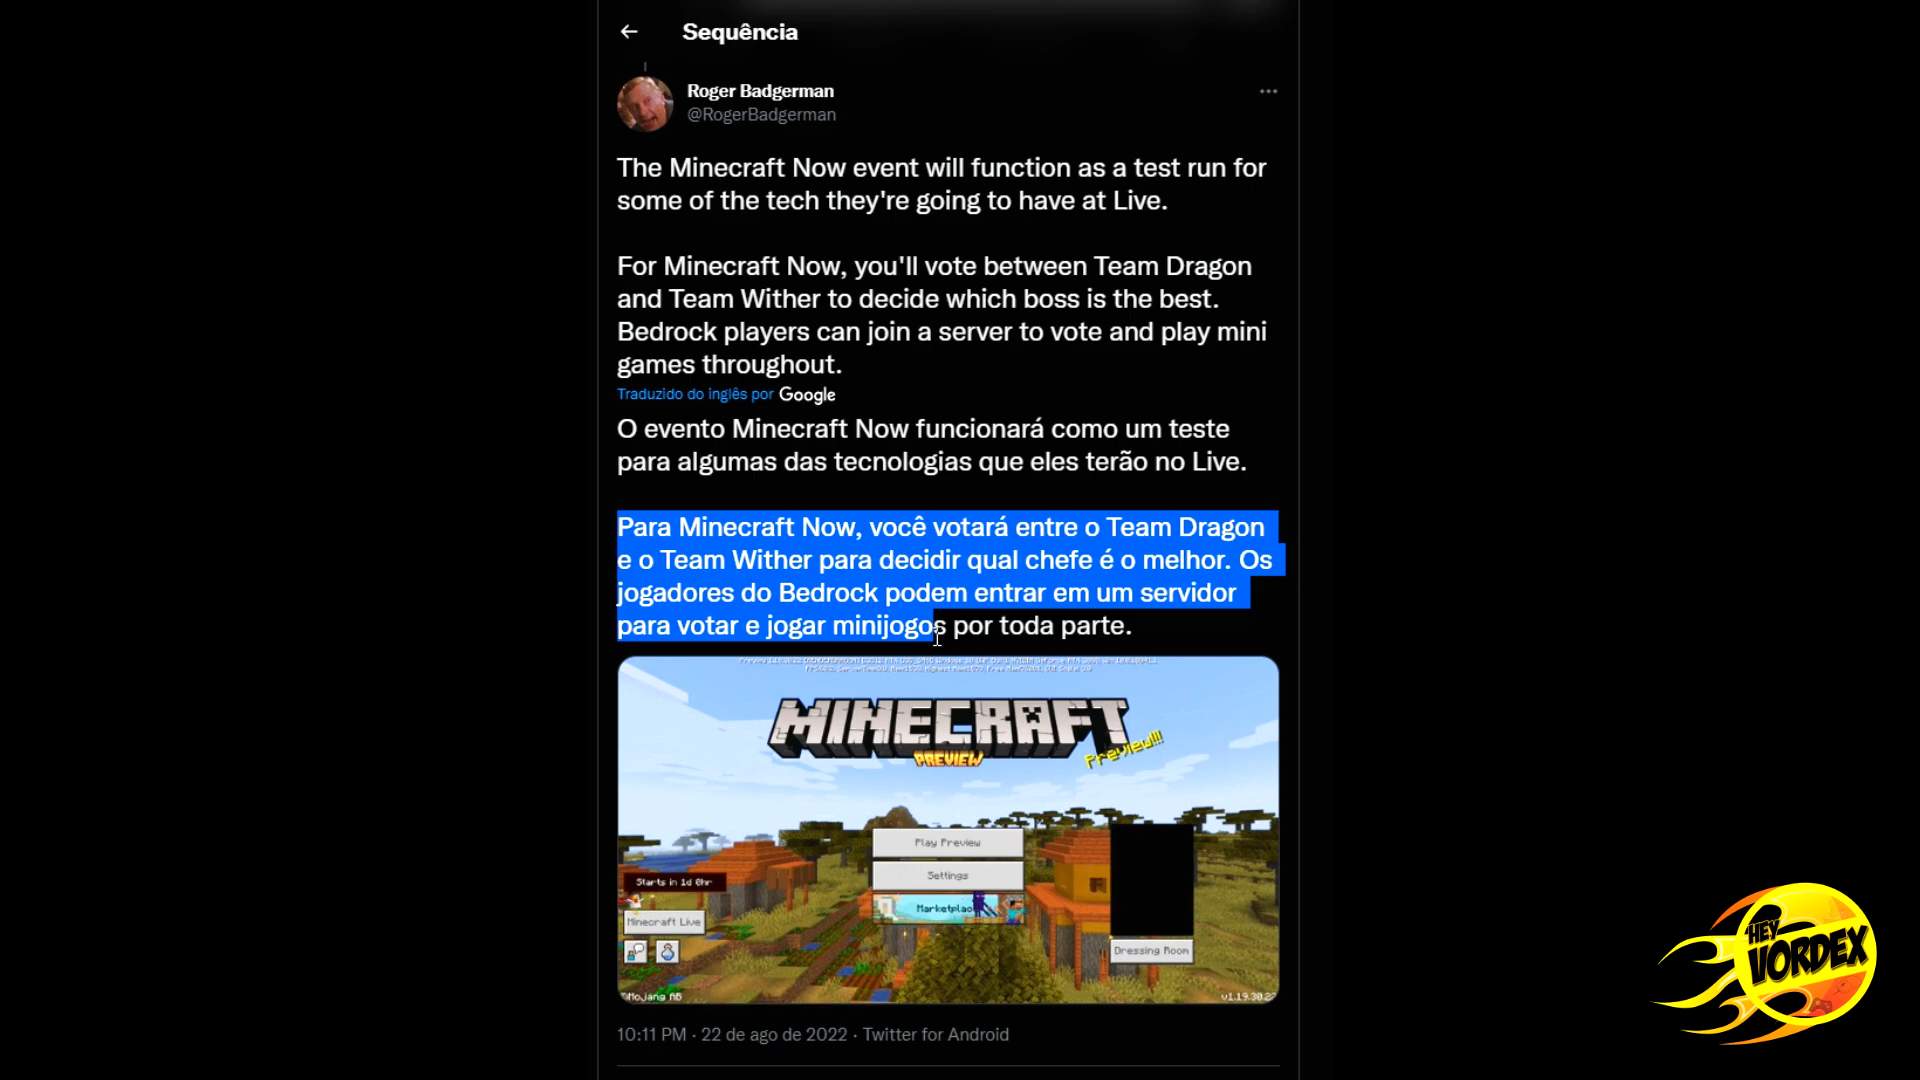 Sequência
Roger Badgerman
@RogerBadgerman
The Minecraft Now event will function as a test run for
some of the tech they're going to have at Live.
For Minecraft Now, you'll vote between Team Dragon
and Team Wither to decide which boss is the best.
Bedrock players can join a server to vote and play mini
games throughout.
Traduzido do inglês por Google
O evento Minecraft Now funcionará como um teste
para algumas das tecnologias que eles terão no Live.
Para Minecraft Now, você votará entre o Team Dragon
e o Team Wither para decidir qual chefe é o melhor. Os
jogadores do Bedrock podem entrar em um servidor
para votar e jogar minijogos por toda parte.
MINECRAFT
PREVIEW
Preview!!!
Play Preview
Settings
Starts in 1d 0hr
Marketplac
Minecraft Live
Dressing Room
©Mojang AB
v1.19.30.22
10:11 PM · 22 de ago de 2022 · Twitter for Android
HEY
VORDEX